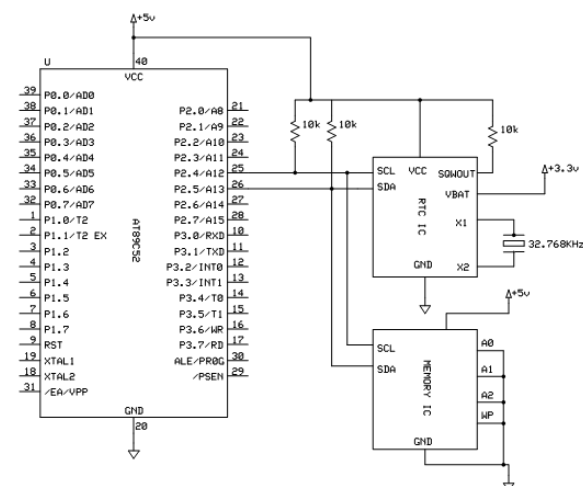 +5v
U
40
VCC
39 P0.0/AD0
38 P0.1/AD1
37 P0.2/AD2
36 P0.3/AD3
35 P0.4/AD4
34 P0.5/AD5
33 P0.6/AD6
32 P0.7/AD7
1 P1.0/T2
2 P1.1/T2 EX
3 P1.2
4 P1.3
5 P1.4
6 P1.5
7 P1.6
8 P1.7
9 RST
19 XTAL1
18 XTAL2
31 /EA/VPP
AT89C52
P2.0/A8 21
P2.1/A9 22
P2.2/A10 23
P2.3/A11 24
P2.4/A12 25
P2.5/A13 26
P2.6/A14 27
P2.7/A15 28
P3.0/RXD 10
P3.1/TXD 11
P3.2/INT0 12
P3.3/INT1 13
P3.4/T0 14
P3.5/T1 15
P3.6/WR 16
P3.7/RD 17
ALE/PROG 30
/PSEN 29
GND
20
10k
10k
10k
VCC
SCL
SDA
SQWOUT
VBAT
+3.3v
RTC IC
X1
32.768KHz
X2
GND
+5v
SCL
SDA
MEMORY IC
A0
A1
A2
WP
GND